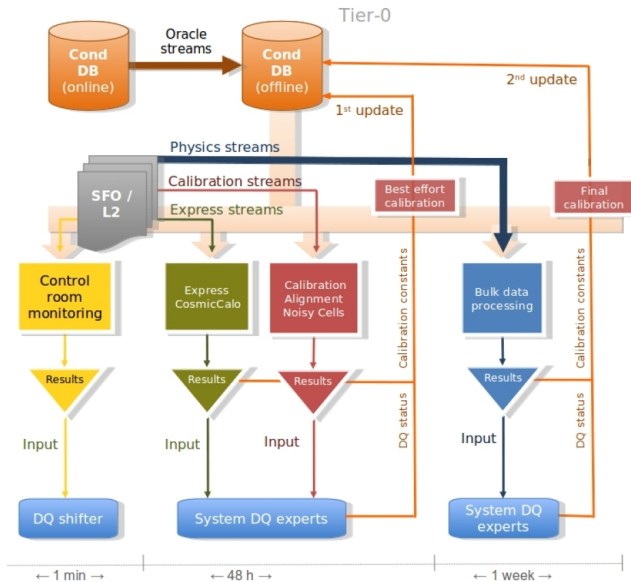 Tier-0
Oracle
streams
Cond
DB
(online)
Cond
DB
(offline)
2nd update
1st update
Physics streams
SFO /
L2
Calibration streams
Express streams
Best effort
calibration
Final
calibration
Control
room
monitoring
Express
CosmicCalo
Calibration
Alignment
Noisy Cells
Calibration constants
Bulk data
processing
Calibration constants
Results
Results
Results
Results
DQ status
DQ status
Input
Input
Input
Input
DQ shifter
System DQ experts
System DQ
experts
← 1 min →
← 48 h →
← 1 week →